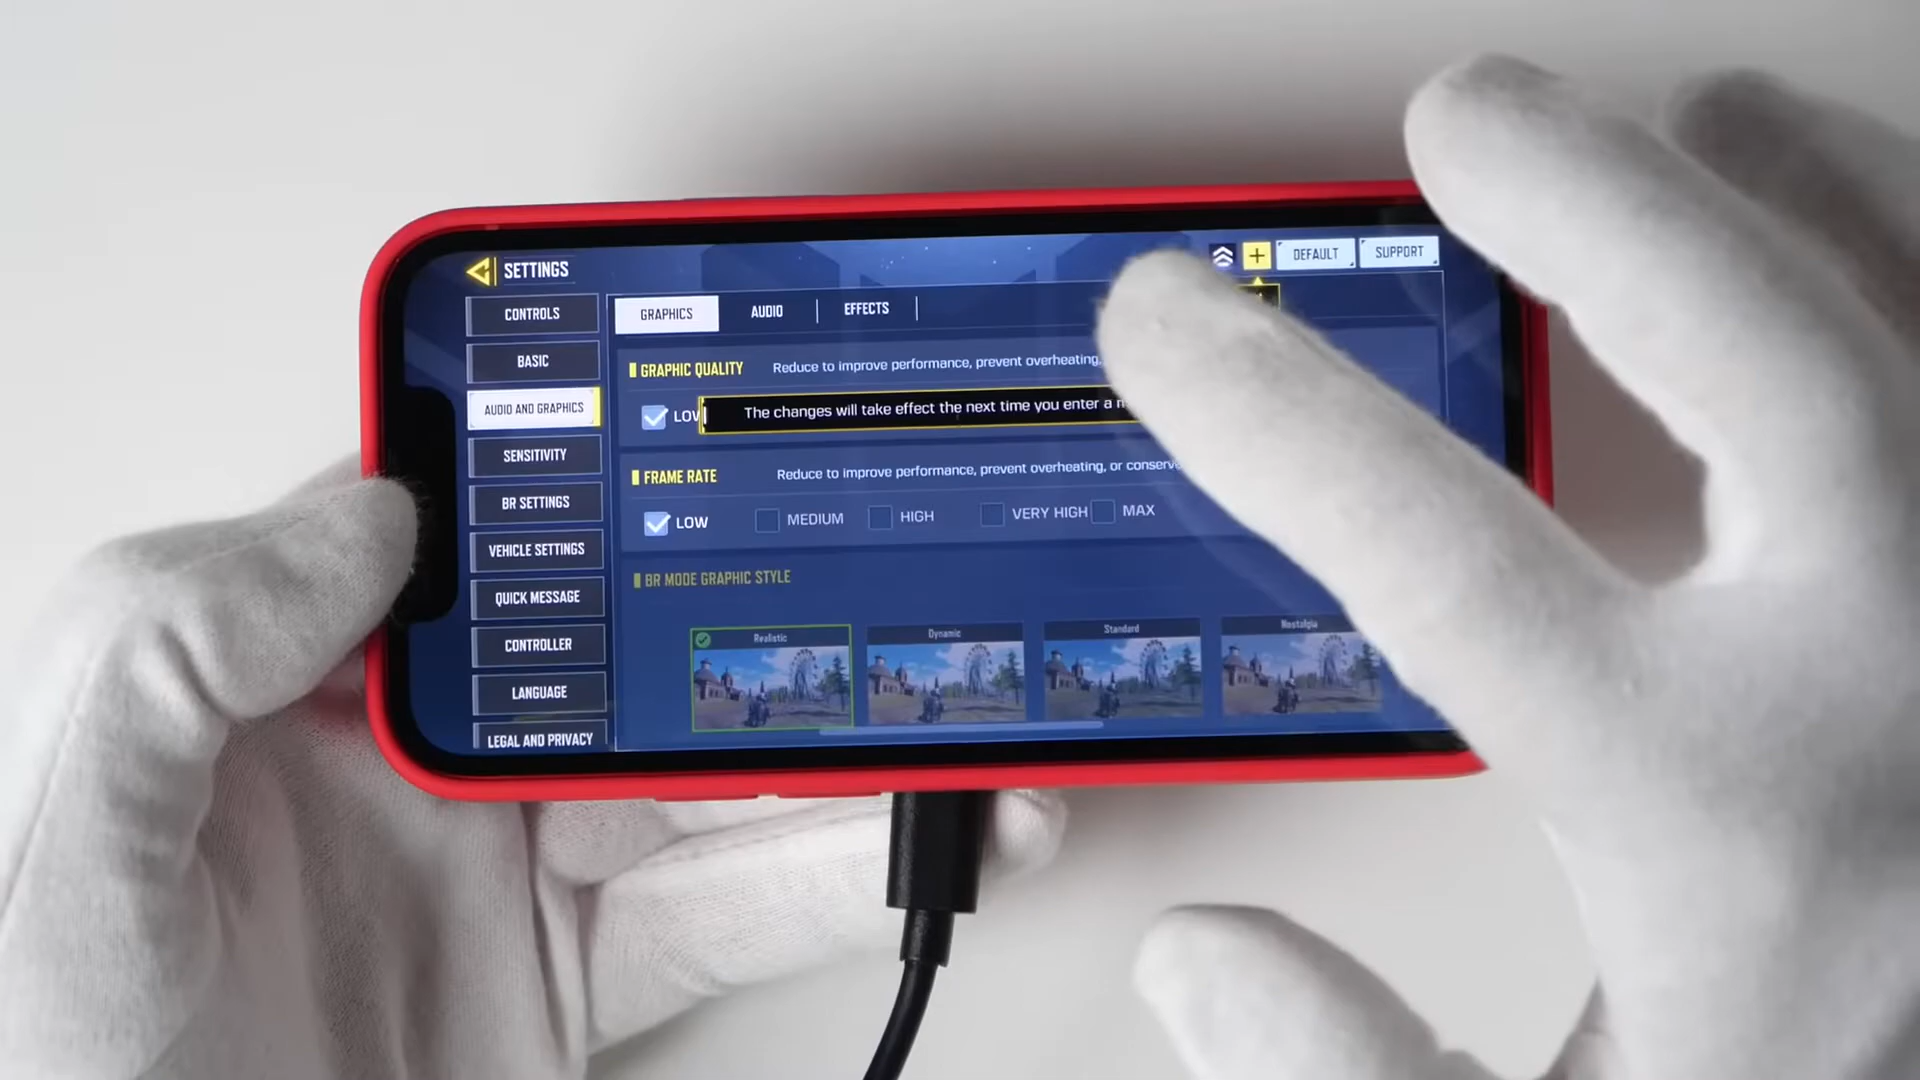 SETTINGS
DEFAULT
SUPPORT
CONTROLS
BASIC
AUDIO AND GRAPHICS
SENSITIVITY
BR SETTINGS
VEHICLE SETTINGS
QUICK MESSAGE
CONTROLLER
LANGUAGE
LEGAL AND PRIVACY
GRAPHICS
AUDIO
EFFECTS
GRAPHIC QUALITY
Reduce to improve performance, prevent overheating,
LOW
The changes will take effect the next time you enter a
FRAME RATE
Reduce to improve performance, prevent overheating, or conserve
LOW
MEDIUM
HIGH
VERY HIGH
MAX
BR MODE GRAPHIC STYLE
Realistic
Dynamic
Standard
Nostalgia